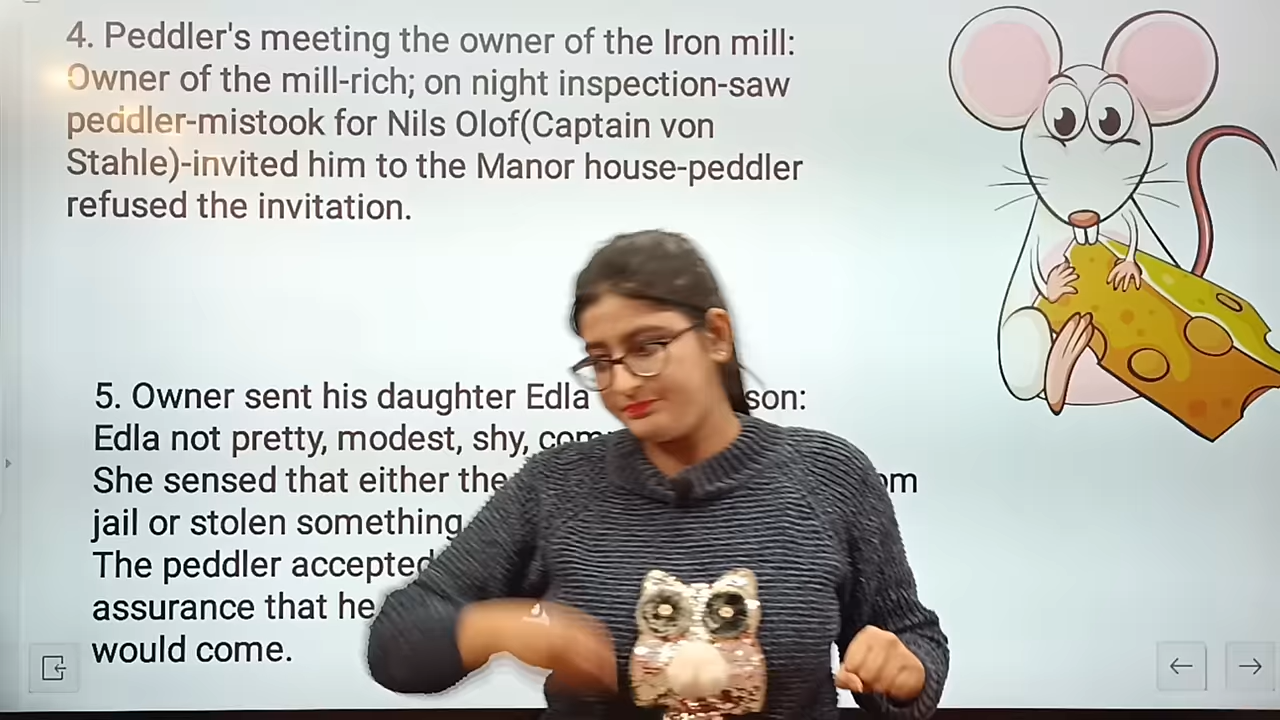 4. Peddler's meeting the owner of the Iron mill:
Owner of the mill-rich; on night inspection-saw
peddler-mistook for Nils Olof(Captain von
Stahle)-invited him to the Manor house-peddler
refused the invitation.
5. Owner sent his daughter Edla son:
Edla not pretty, modest, shy,
She sensed that either the om
jail or stolen something
The peddler accepted
assurance that he
would come.